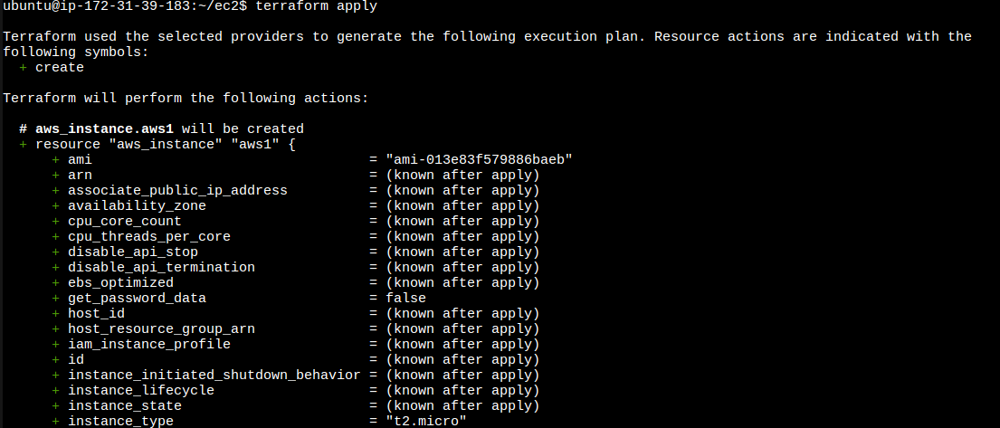 ubuntu@ip-172-31-39-183:~/ec2$ terraform apply
Terraform used the selected providers to generate the following execution plan. Resource actions are indicated with the
following symbols:
  + create
Terraform will perform the following actions:
  # aws_instance.aws1 will be created
  + resource "aws_instance" "aws1" {
      + ami                                  = "ami-013e83f579886baeb"
      + arn                                  = (known after apply)
      + associate_public_ip_address          = (known after apply)
      + availability_zone                    = (known after apply)
      + cpu_core_count                       = (known after apply)
      + cpu_threads_per_core                 = (known after apply)
      + disable_api_stop                     = (known after apply)
      + disable_api_termination              = (known after apply)
      + ebs_optimized                        = (known after apply)
      + get_password_data                    = false
      + host_id                              = (known after apply)
      + host_resource_group_arn              = (known after apply)
      + iam_instance_profile                 = (known after apply)
      + id                                   = (known after apply)
      + instance_initiated_shutdown_behavior = (known after apply)
      + instance_lifecycle                   = (known after apply)
      + instance_state                       = (known after apply)
      + instance_type                        = "t2.micro"